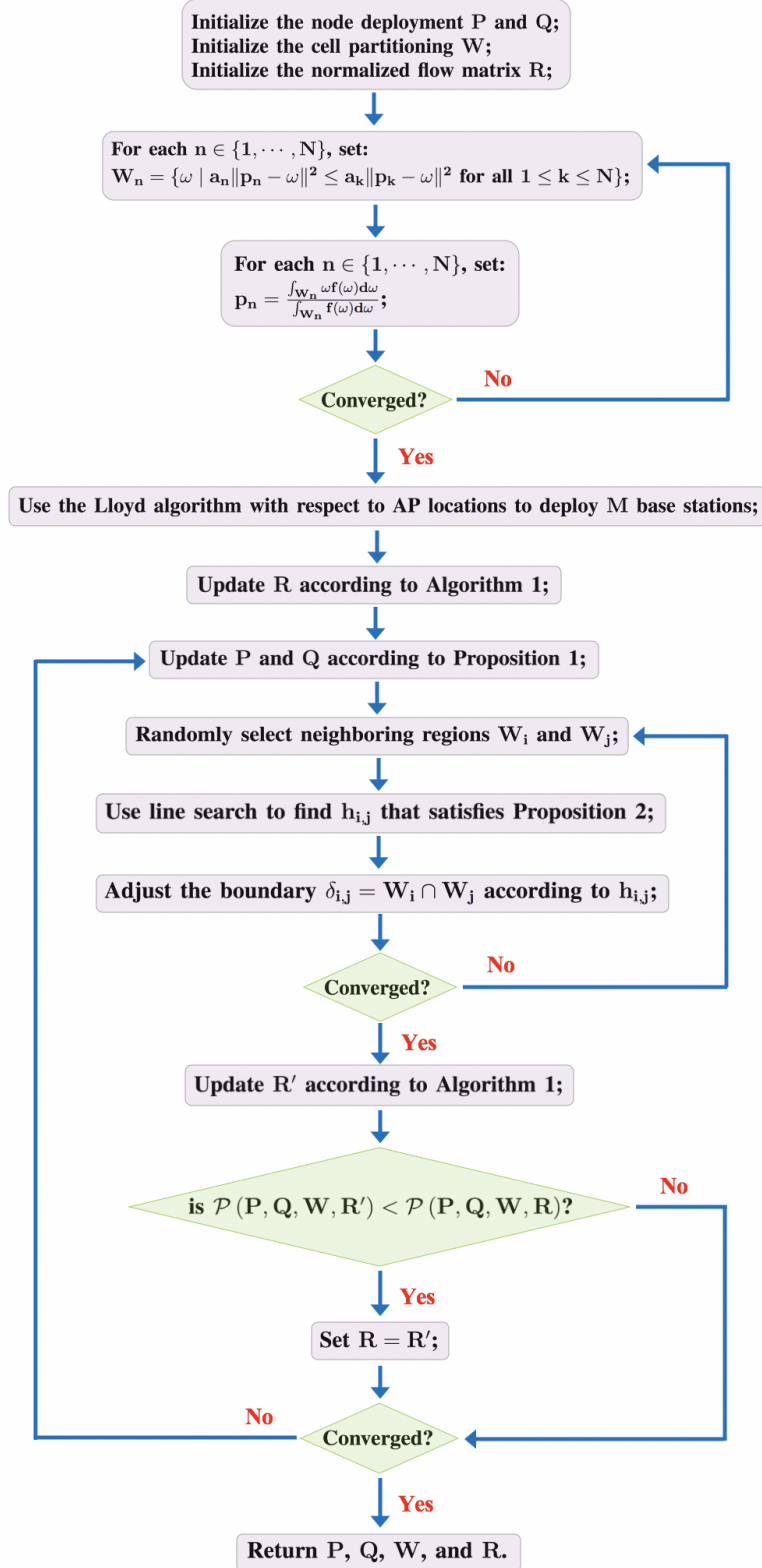 Initialize the node deployment P and Q;
Initialize the cell partitioning W;
Initialize the normalized flow matrix R;
For each n ∈ {1, ⋯ , N}, set:
Wₙ = {ω | aₙ‖pₙ − ω‖² ≤ aₖ‖pₖ − ω‖² for all 1 ≤ k ≤ N};
For each n ∈ {1, ⋯ , N}, set:
pₙ = ∫_Wₙ ωf(ω)dω / ∫_Wₙ f(ω)dω;
Converged?
No
Yes
Use the Lloyd algorithm with respect to AP locations to deploy M base stations;
Update R according to Algorithm 1;
Update P and Q according to Proposition 1;
Randomly select neighboring regions Wᵢ and Wⱼ;
Use line search to find hᵢ,ⱼ that satisfies Proposition 2;
Adjust the boundary δᵢ,ⱼ = Wᵢ ∩ Wⱼ according to hᵢ,ⱼ;
Converged?
No
Yes
Update R′ according to Algorithm 1;
is 𝒫 (P, Q, W, R′) < 𝒫 (P, Q, W, R)?
No
Yes
Set R = R′;
No
Converged?
Yes
Return P, Q, W, and R.